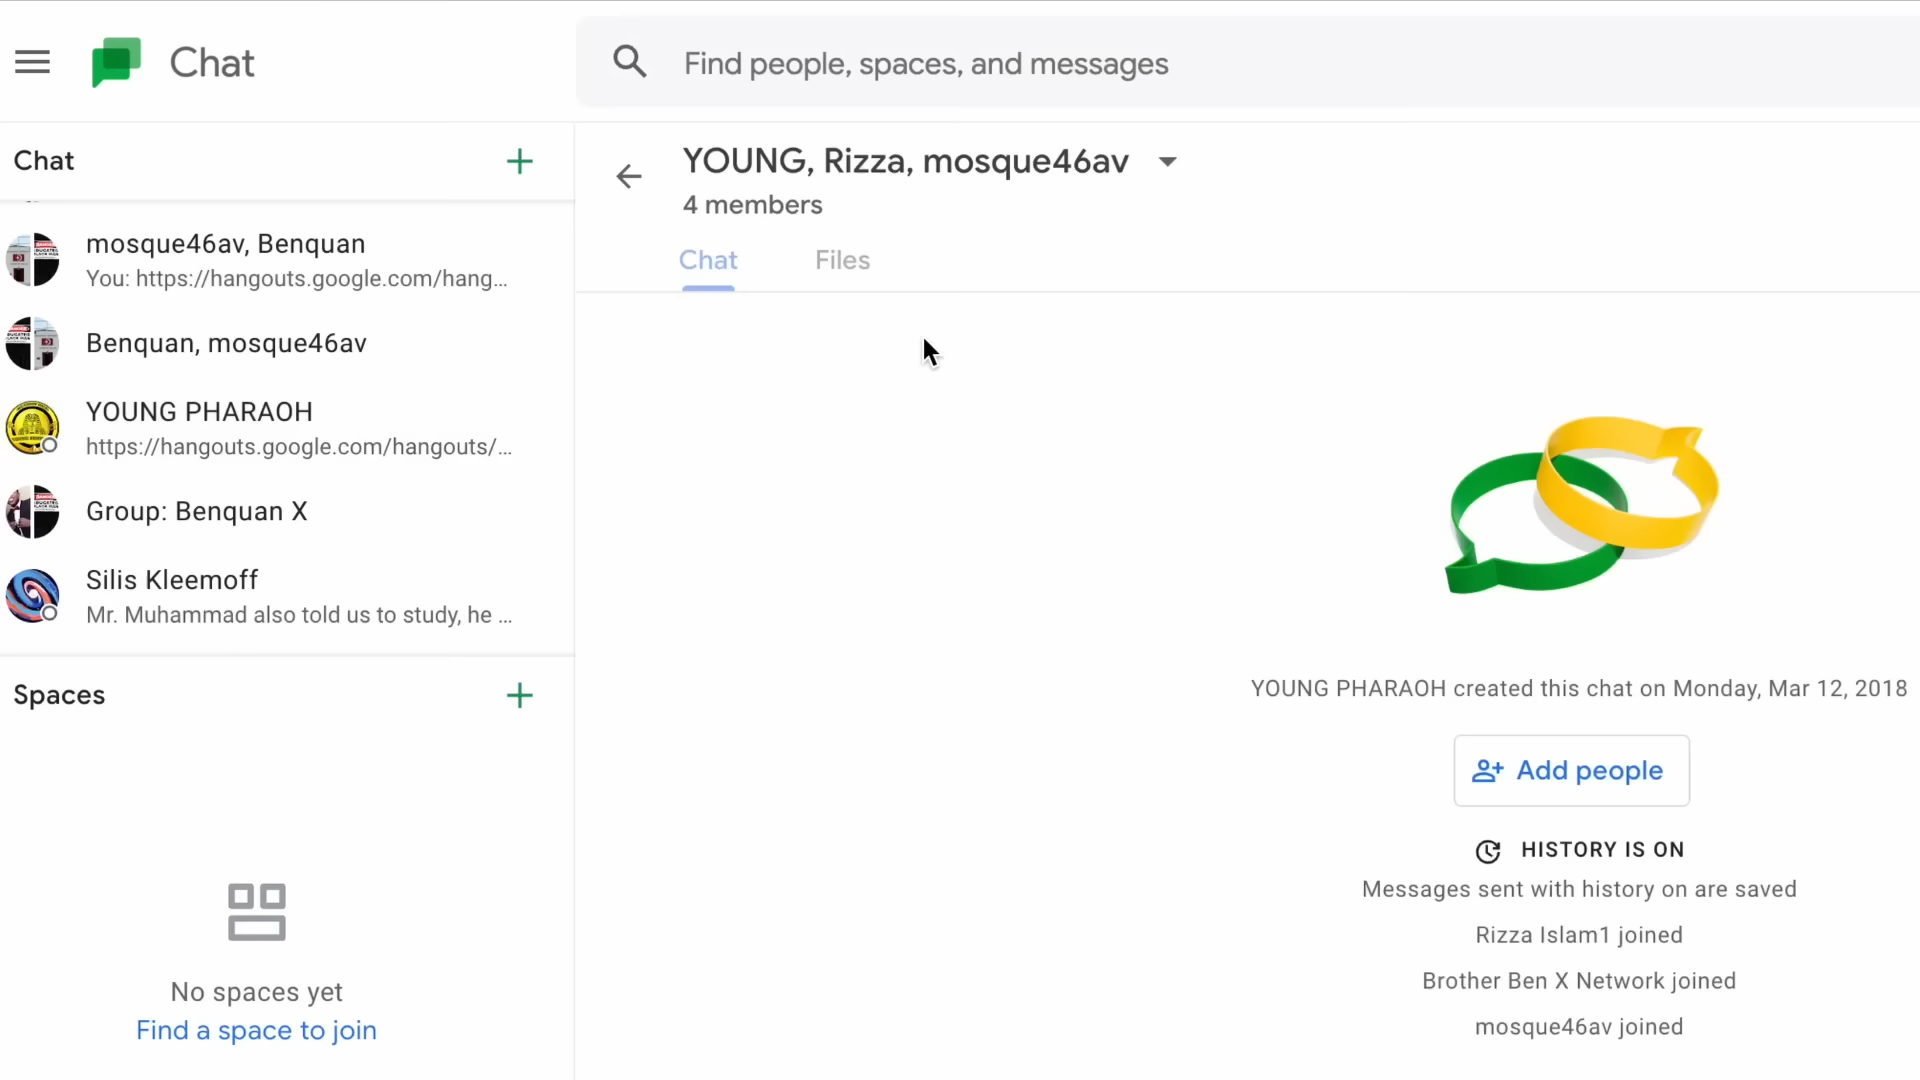 Chat
Find people, spaces, and messages
Chat
mosque46av, Benquan
You: https://hangouts.google.com/hang...
Benquan, mosque46av
YOUNG PHARAOH
https://hangouts.google.com/hangouts/...
Group: Benquan X
Silis Kleemoff
Mr. Muhammad also told us to study, he ...
Spaces
No spaces yet
Find a space to join
YOUNG, Rizza, mosque46av
4 members
Chat Files
YOUNG PHARAOH created this chat on Monday, Mar 12, 2018
Add people
HISTORY IS ON
Messages sent with history on are saved
Rizza Islam1 joined
Brother Ben X Network joined
mosque46av joined